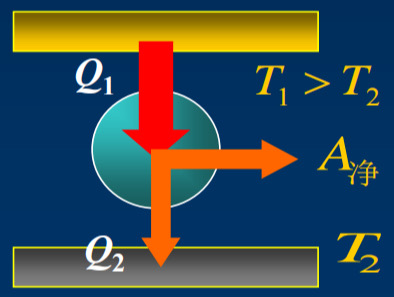 Q₁
T₁ > T₂
A净
Q₂
T₂